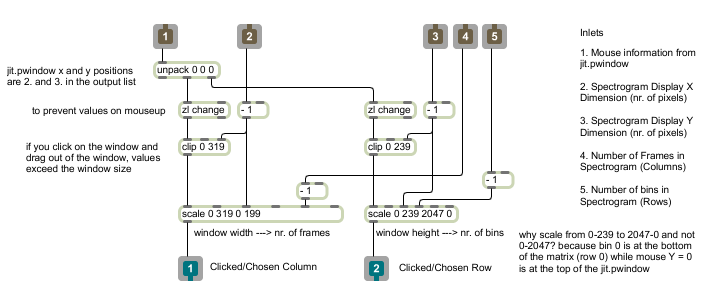 1
2
3
4
5
Inlets
1. Mouse information from
jit.pwindow
2. Spectrogram Display X
Dimension (nr. of pixels)
3. Spectrogram Display Y
Dimension (nr. of pixels)
4. Number of Frames in
Spectrogram (Columns)
5. Number of bins in
Spectrogram (Rows)
jit.pwindow x and y positions
are 2. and 3. in the output list
unpack 0 0 0
to prevent values on mouseup
zl change
- 1
zl change
- 1
if you click on the window and
drag out of the window, values
exceed the window size
clip 0 319
clip 0 239
- 1
- 1
scale 0 319 0 199
scale 0 239 2047 0
window width ---> nr. of frames
window height ---> nr. of bins
why scale from 0-239 to 2047-0 and not
0-2047? because bin 0 is at the bottom
of the matrix (row 0) while mouse Y = 0
is at the top of the jit.pwindow
1
Clicked/Chosen Column
2
Clicked/Chosen Row